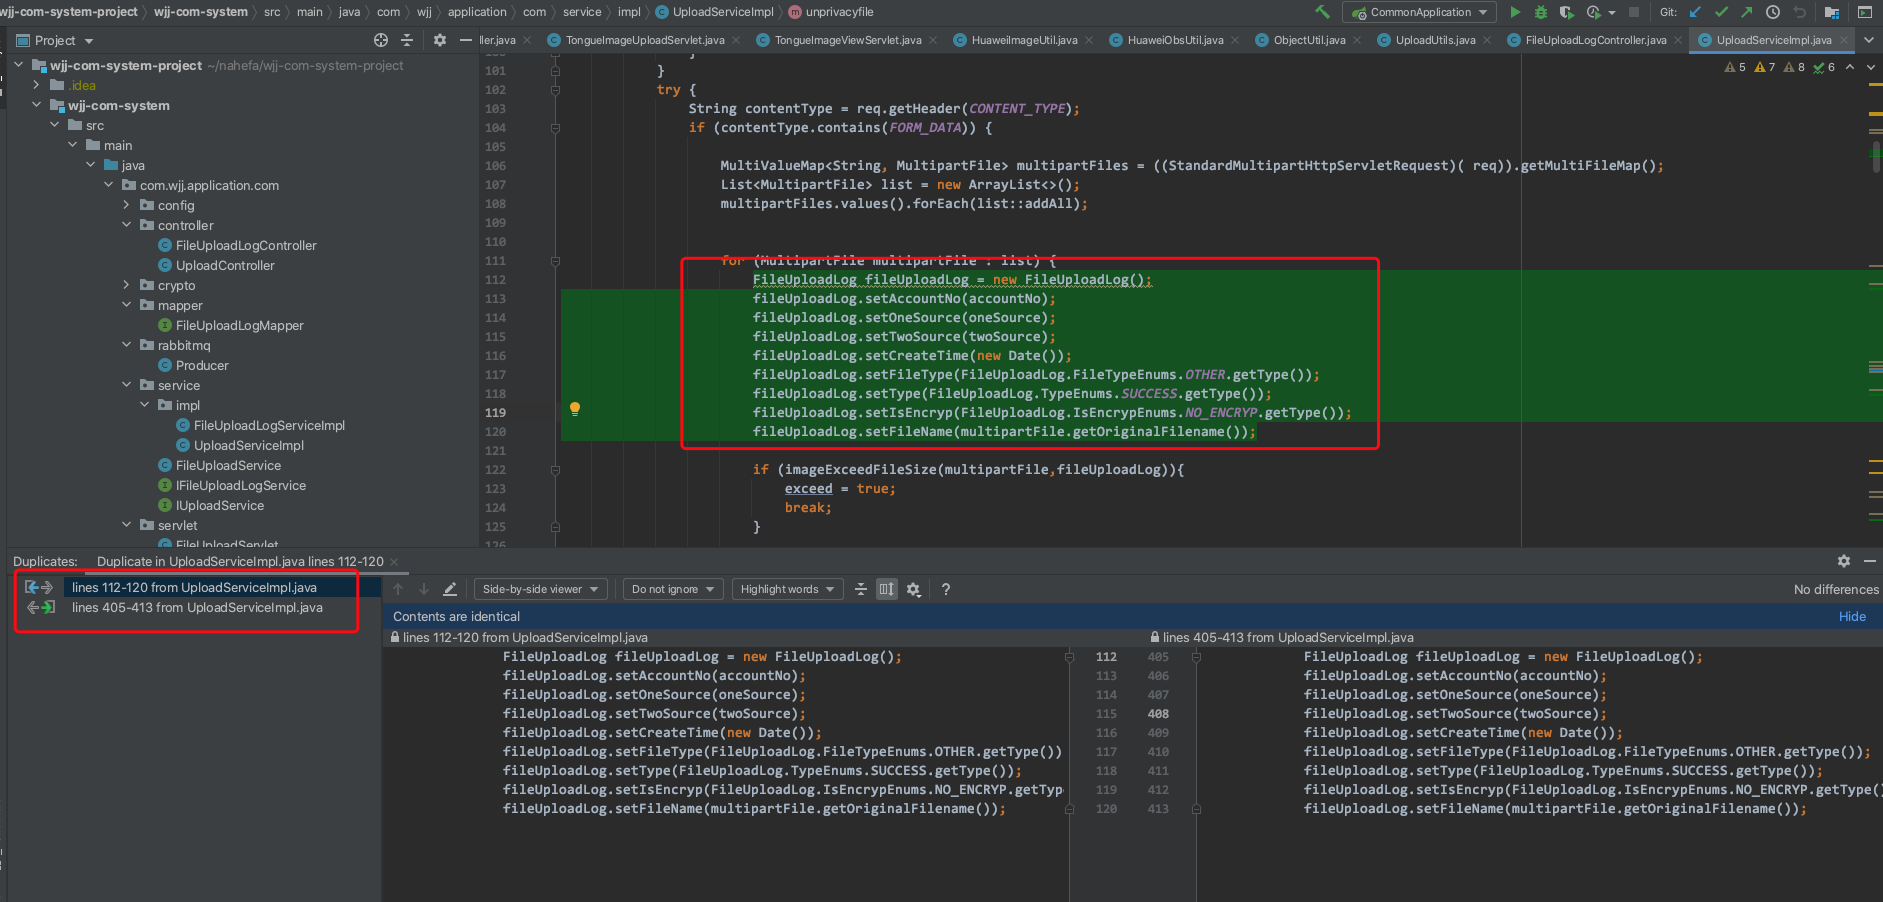 wjj-com-system-project wjj-com-system src main java com wjj application com service impl UploadServiceImpl unprivacyfile CommonApplication Git:
Project
ller.java TongueImageUploadServlet.java TongueImageViewServlet.java HuaweiImageUtil.java HuaweiObsUtil.java ObjectUtil.java UploadUtils.java FileUploadLogController.java UploadServiceImpl.java
5 7 8 6
wjj-com-system-project ~/nahefa/wjj-com-system-project
.idea
wjj-com-system
src
main
java
com.wjj.application.com
config
controller
FileUploadLogController
UploadController
crypto
mapper
FileUploadLogMapper
rabbitmq
Producer
service
impl
FileUploadLogServiceImpl
UploadServiceImpl
FileUploadService
IFileUploadLogService
IUploadService
servlet
FileUploadServlet
101 }
102 try {
103 String contentType = req.getHeader(CONTENT_TYPE);
104 if (contentType.contains(FORM_DATA)) {
105
106 MultiValueMap<String, MultipartFile> multipartFiles = ((StandardMultipartHttpServletRequest)( req)).getMultiFileMap();
107 List<MultipartFile> list = new ArrayList<>();
108 multipartFiles.values().forEach(list::addAll);
109
110
111 for (MultipartFile multipartFile : list) {
112 FileUploadLog fileUploadLog = new FileUploadLog();
113 fileUploadLog.setAccountNo(accountNo);
114 fileUploadLog.setOneSource(oneSource);
115 fileUploadLog.setTwoSource(twoSource);
116 fileUploadLog.setCreateTime(new Date());
117 fileUploadLog.setFileType(FileUploadLog.FileTypeEnums.OTHER.getType());
118 fileUploadLog.setType(FileUploadLog.TypeEnums.SUCCESS.getType());
119 fileUploadLog.setIsEncryp(FileUploadLog.IsEncrypEnums.NO_ENCRYP.getType());
120 fileUploadLog.setFileName(multipartFile.getOriginalFilename());
121
122 if (imageExceedFileSize(multipartFile,fileUploadLog)){
123 exceed = true;
124 break;
125 }
126
Duplicates: Duplicate in UploadServiceImpl.java lines 112-120
lines 112-120 from UploadServiceImpl.java
lines 405-413 from UploadServiceImpl.java
Side-by-side viewer Do not ignore Highlight words ? No differences
Contents are identical Hide
lines 112-120 from UploadServiceImpl.java lines 405-413 from UploadServiceImpl.java
FileUploadLog fileUploadLog = new FileUploadLog(); 112 405 FileUploadLog fileUploadLog = new FileUploadLog();
fileUploadLog.setAccountNo(accountNo); 113 406 fileUploadLog.setAccountNo(accountNo);
fileUploadLog.setOneSource(oneSource); 114 407 fileUploadLog.setOneSource(oneSource);
fileUploadLog.setTwoSource(twoSource); 115 408 fileUploadLog.setTwoSource(twoSource);
fileUploadLog.setCreateTime(new Date()); 116 409 fileUploadLog.setCreateTime(new Date());
fileUploadLog.setFileType(FileUploadLog.FileTypeEnums.OTHER.getType()) 117 410 fileUploadLog.setFileType(FileUploadLog.FileTypeEnums.OTHER.getType());
fileUploadLog.setType(FileUploadLog.TypeEnums.SUCCESS.getType()); 118 411 fileUploadLog.setType(FileUploadLog.TypeEnums.SUCCESS.getType());
fileUploadLog.setIsEncryp(FileUploadLog.IsEncrypEnums.NO_ENCRYP.getTyp 119 412 fileUploadLog.setIsEncryp(FileUploadLog.IsEncrypEnums.NO_ENCRYP.getType()
fileUploadLog.setFileName(multipartFile.getOriginalFilename()); 120 413 fileUploadLog.setFileName(multipartFile.getOriginalFilename());